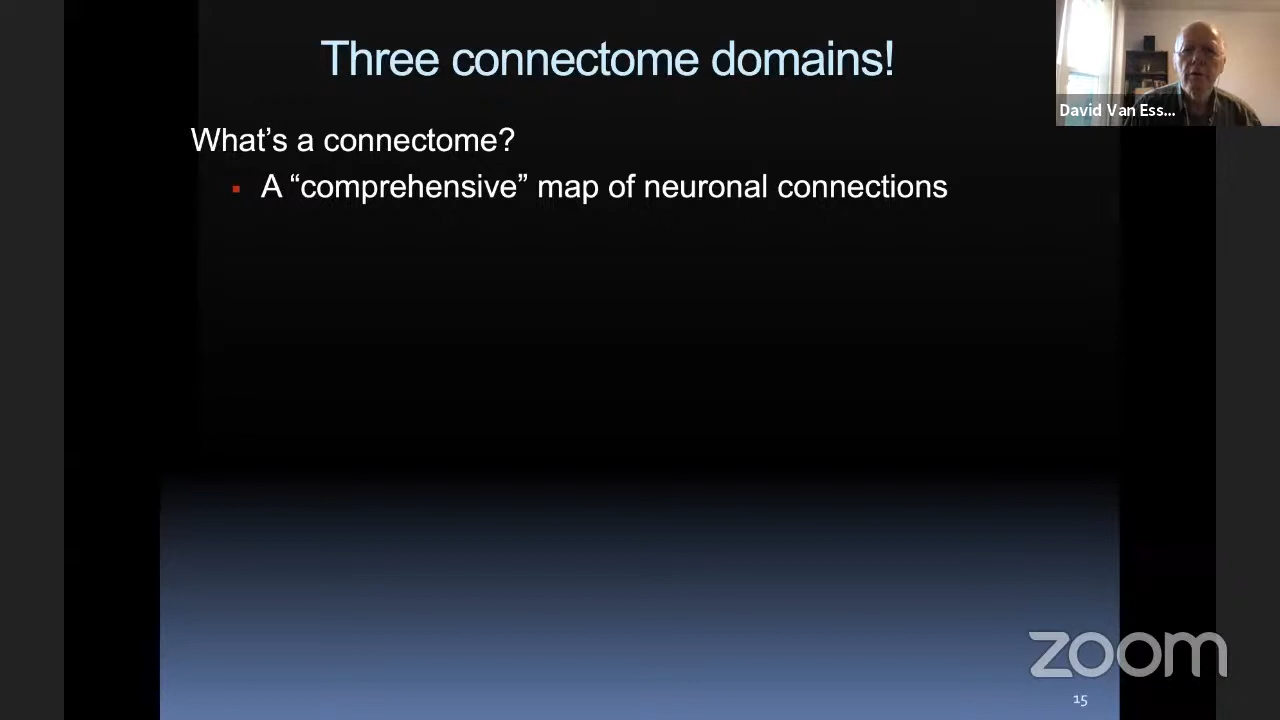 Three connectome domains!
David Van Ess...
What's a connectome?
▪ A “comprehensive” map of neuronal connections
zoom
15